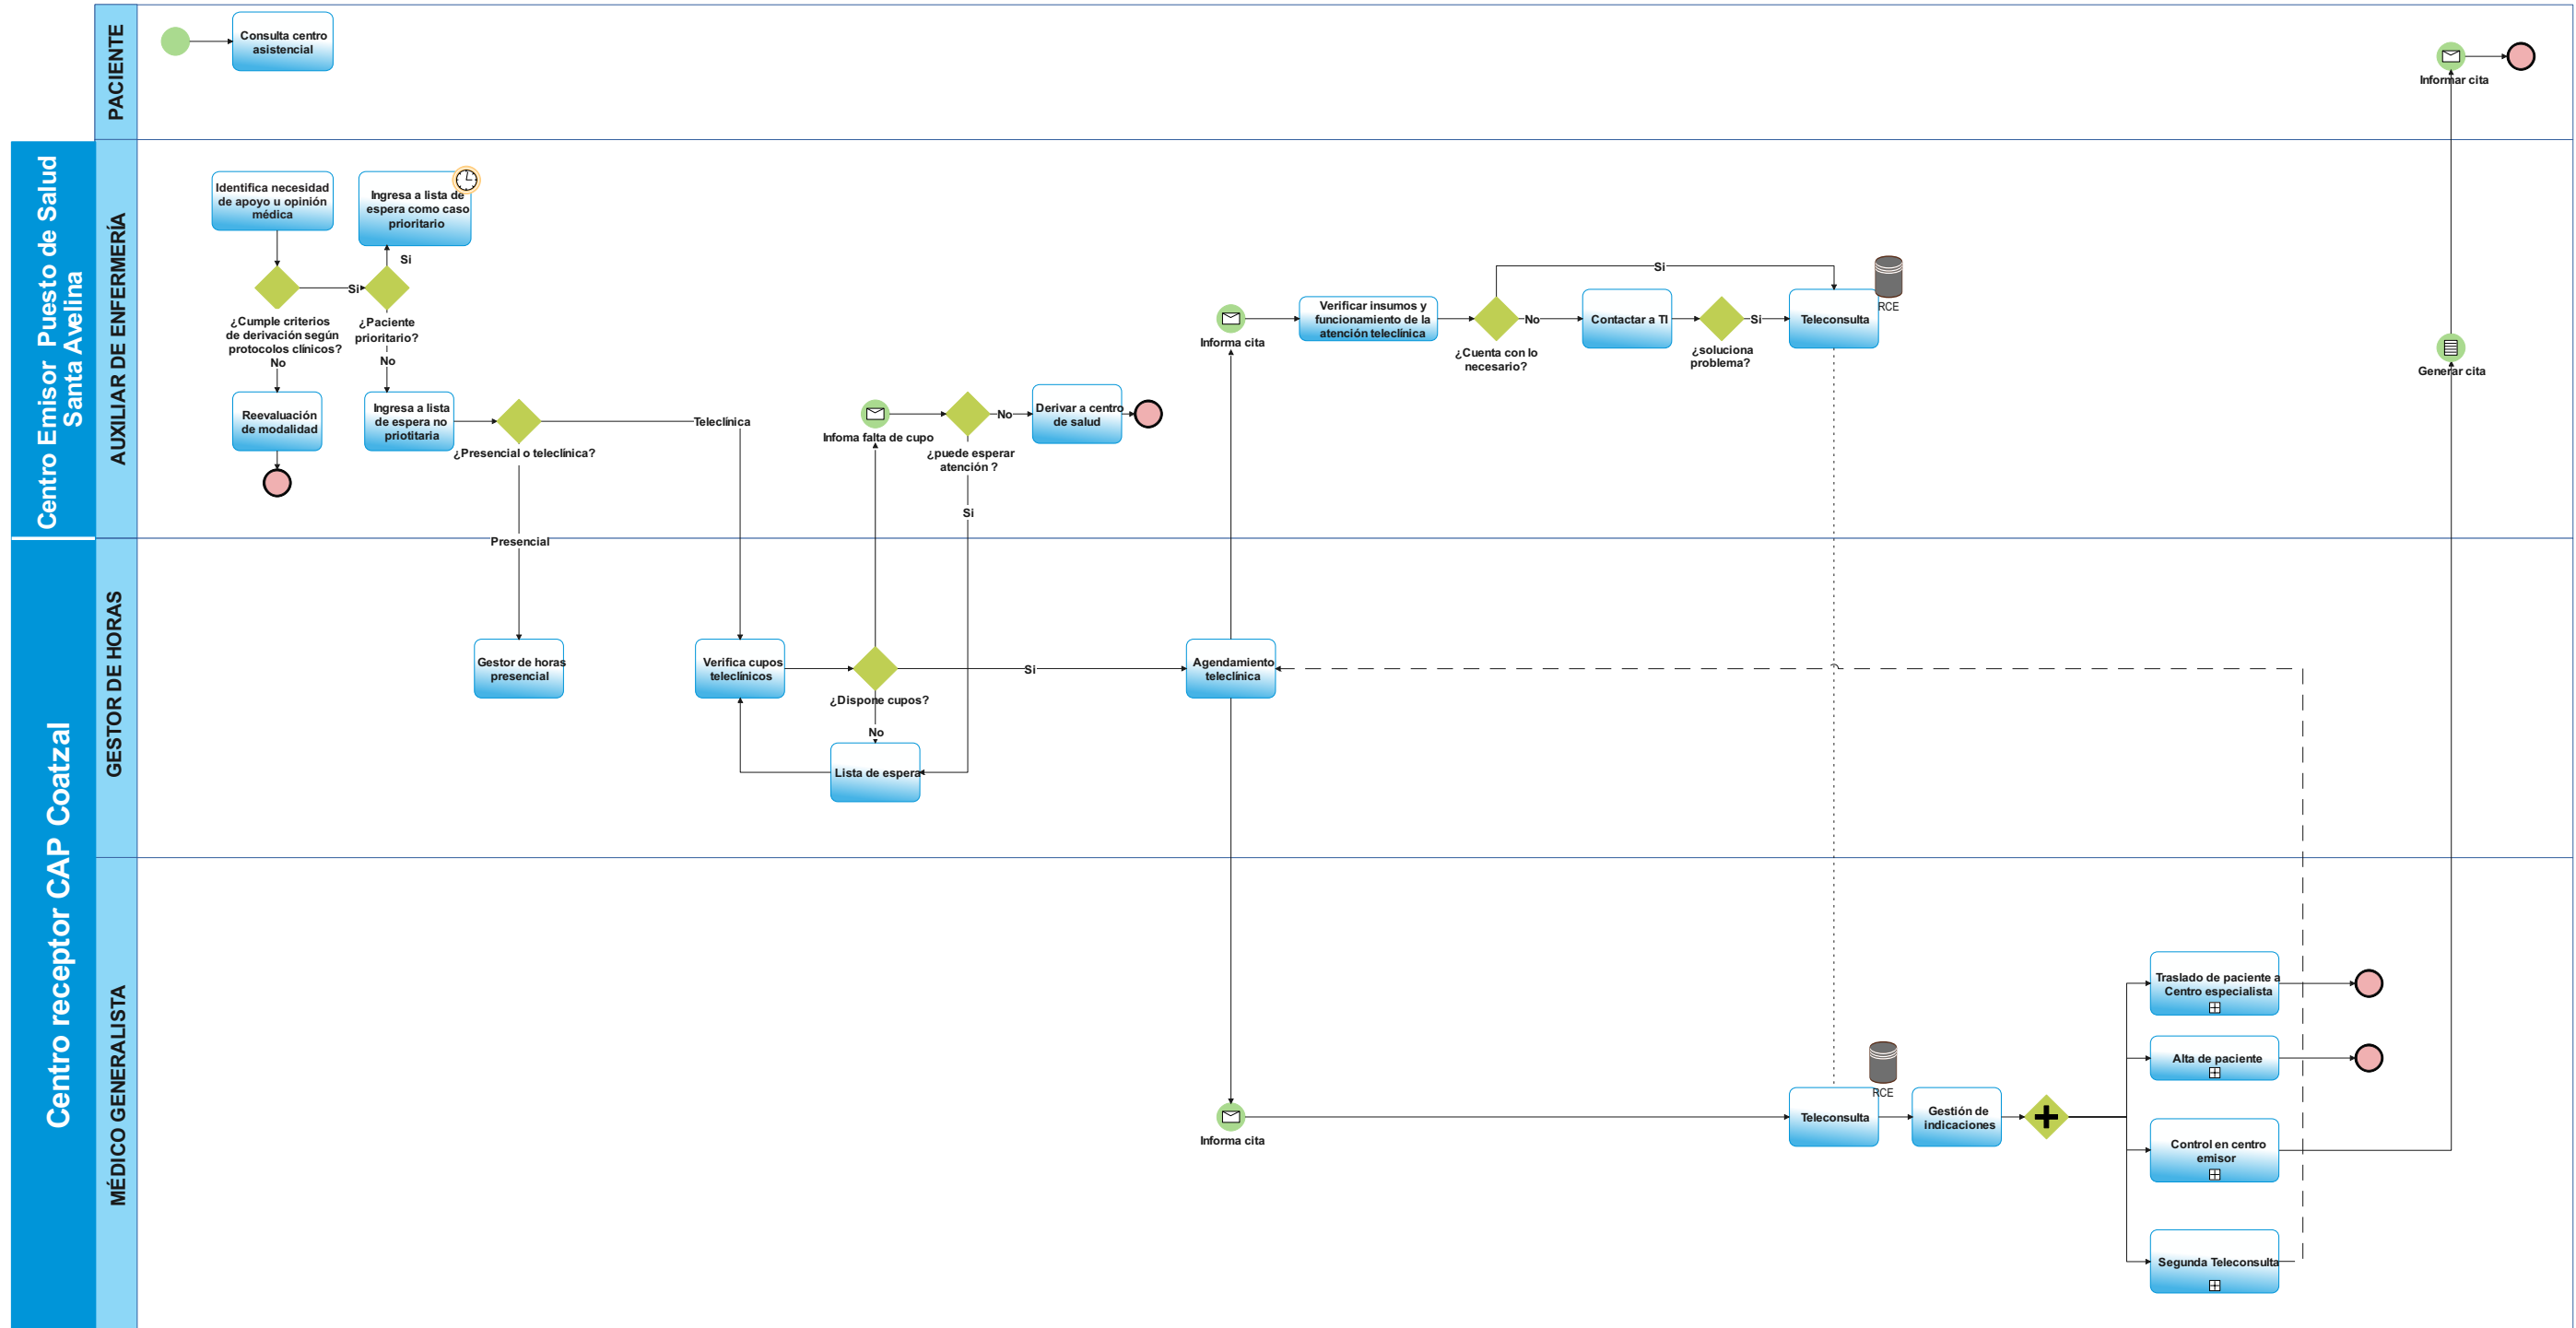 PACIENTE
Consulta centro
asistencial
Informar cita
Centro Emisor  Puesto de Salud
Santa Avelina
AUXILIAR DE ENFERMERÍA
Identifica necesidad
de apoyo u opinión
médica
Ingresa a lista de
espera como caso
prioritario
Si
Si
¿Cumple criterios
de derivación según
protocolos clínicos?
No
¿Paciente
prioritario?
No
Reevaluación
de modalidad
Ingresa a lista
de espera no
priotitaria
¿Presencial o teleclínica?
Teleclínica
Presencial
Infoma falta de cupo
¿puede esperar
atención ?
No
Si
Derivar a centro
de salud
Informa cita
Verificar insumos y
funcionamiento de la
atención teleclínica
¿Cuenta con lo
necesario?
Si
No
Contactar a TI
¿soluciona
problema?
Si
Teleconsulta
RCE
Generar cita
Centro receptor CAP Coatzal
GESTOR DE HORAS
Gestor de horas
presencial
Verifica cupos
teleclínicos
¿Dispone cupos?
No
Si
Lista de espera
Agendamiento
teleclínica
MÉDICO GENERALISTA
Informa cita
Teleconsulta
RCE
Gestión de
indicaciones
Traslado de paciente a
Centro especialista
Alta de paciente
Control en centro
emisor
Segunda Teleconsulta